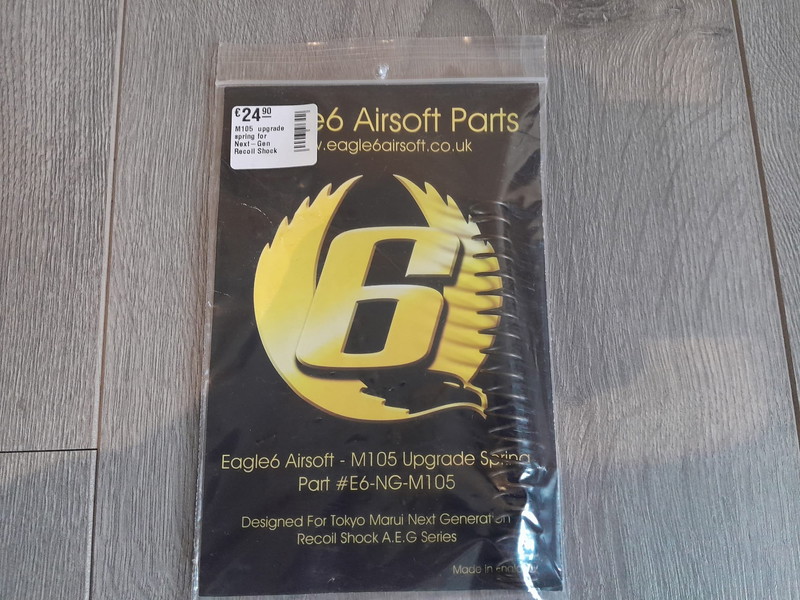 €24.90
M105 upgrade
spring for
Next-Gen
Recoil Shock
e6 Airsoft Parts
.eagle6airsoft.co.uk
6
Eagle6 Airsoft - M105 Upgrade Spring
Part #E6-NG-M105
Designed For Tokyo Marui Next Generation
Recoil Shock A.E.G Series
Made In England